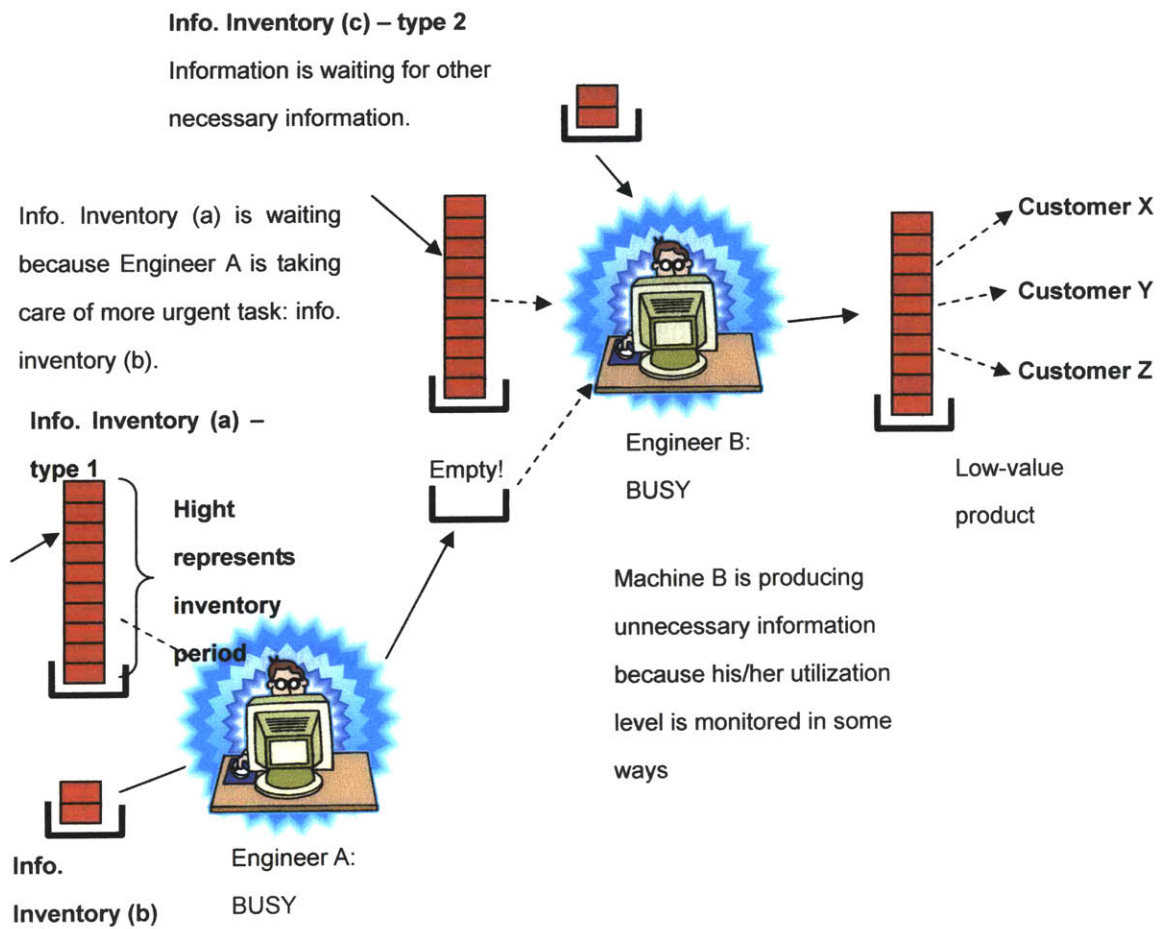 Info. Inventory (c) – type 2
Information is waiting for other
necessary information.
Info. Inventory (a) is waiting
because Engineer A is taking
care of more urgent task: info.
inventory (b).
Info. Inventory (a) –
type 1
Hight
represents
inventory
period
Empty!
Engineer B:
BUSY
Customer X
Customer Y
Customer Z
Low-value
product
Machine B is producing
unnecessary information
because his/her utilization
level is monitored in some
ways
Info.
Inventory (b)
Engineer A:
BUSY